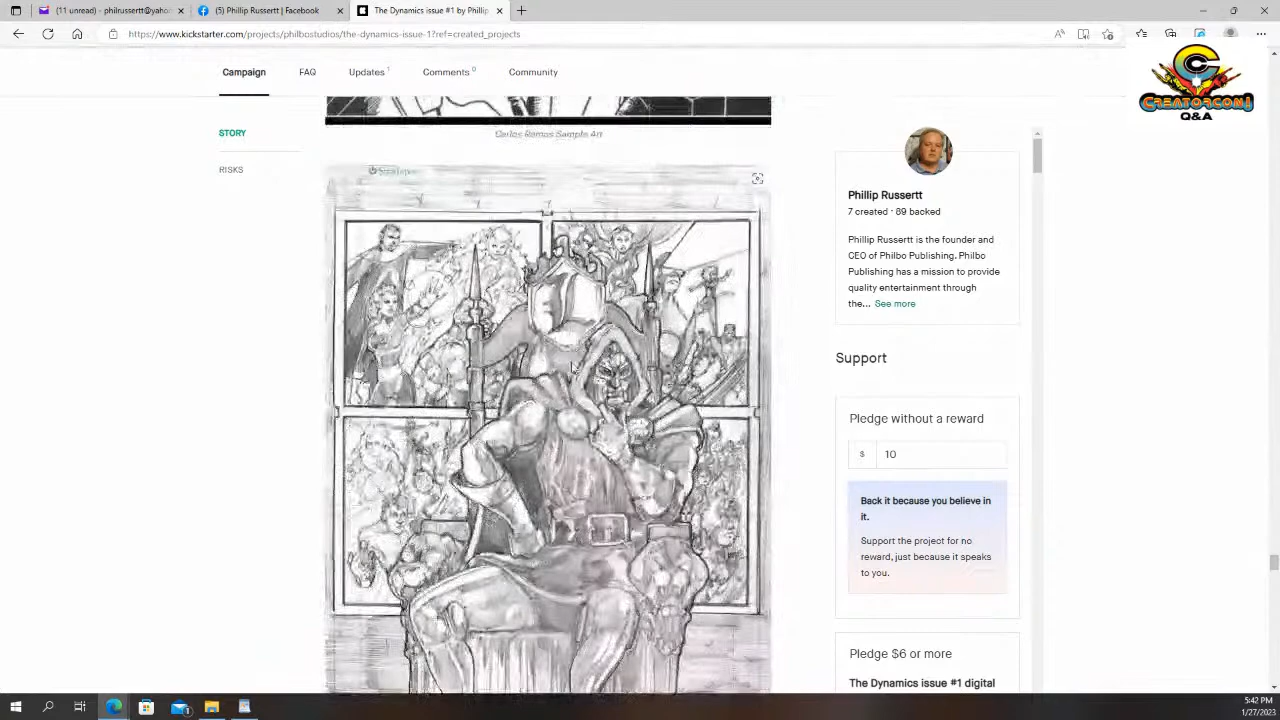 (11 unread) - philrussertt@yaho
(5) Phillip Russertt | Facebook
The Dynamics issue #1 by Phillip
https://www.kickstarter.com/projects/philbostudios/the-dynamics-issue-1?ref=created_projects
CREATORCON!
Q&A
Campaign
FAQ
Updates 1
Comments 0
Community
STORY
RISKS
Carlos Ramos Sample Art
Phillip Russertt
7 created · 89 backed
Phillip Russertt is the founder and
CEO of Philbo Publishing. Philbo
Publishing has a mission to provide
quality entertainment through
the... See more
Support
Pledge without a reward
$ 10
Back it because you believe in
it.
Support the project for no
reward, just because it speaks
to you.
Pledge $6 or more
The Dynamics issue #1 digital
5:42 PM
1/27/2023